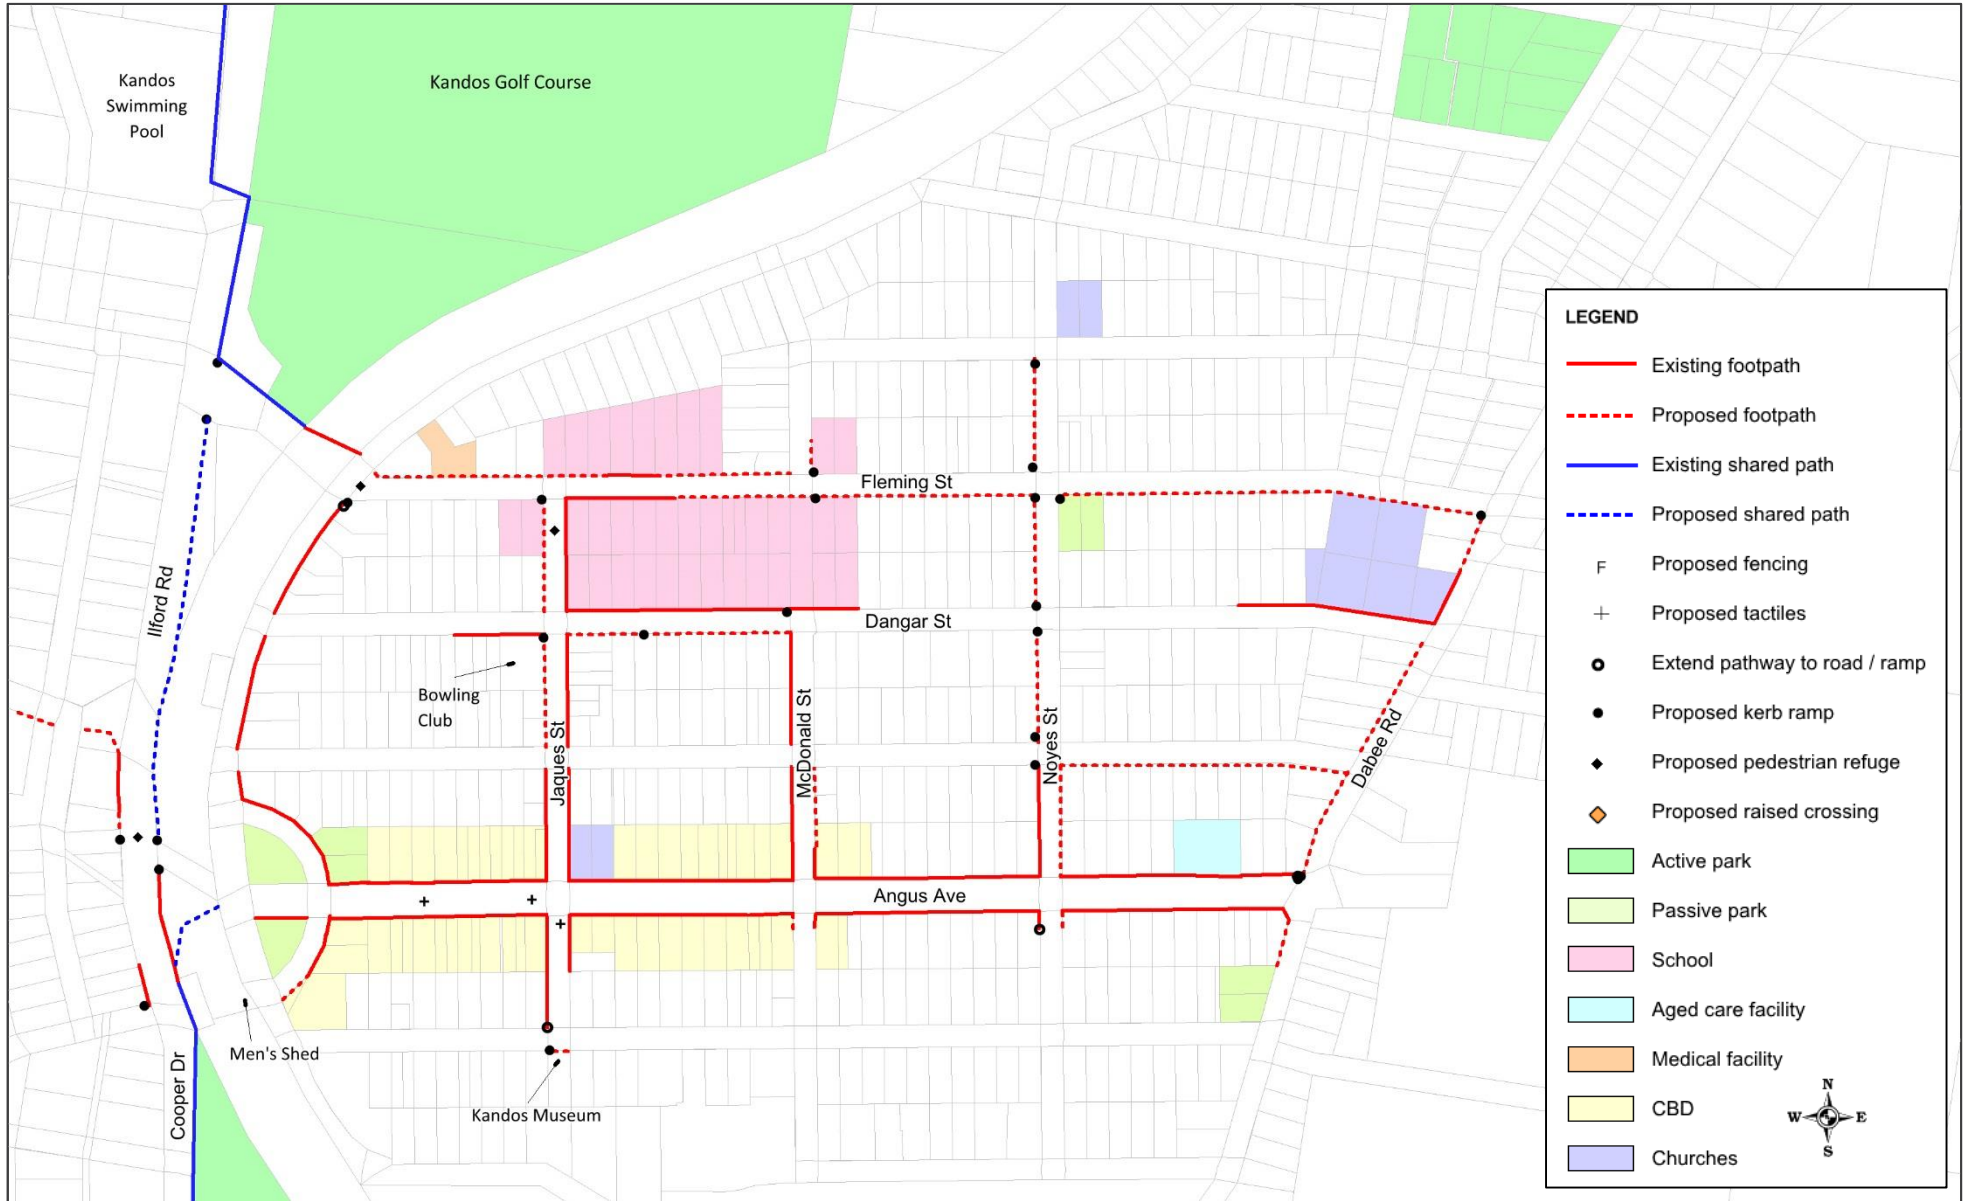 Kandos
Swimming
Pool
Kandos Golf Course
Fleming St
Ilford Rd
Dangar St
Bowling
Club
Jaques St
McDonald St
Noyes St
Dabee Rd
Angus Ave
Men's Shed
Cooper Dr
Kandos Museum
LEGEND
Existing footpath
Proposed footpath
Existing shared path
Proposed shared path
F Proposed fencing
Proposed tactiles
Extend pathway to road / ramp
Proposed kerb ramp
Proposed pedestrian refuge
Proposed raised crossing
Active park
Passive park
School
Aged care facility
Medical facility
CBD
Churches
N
W E
S